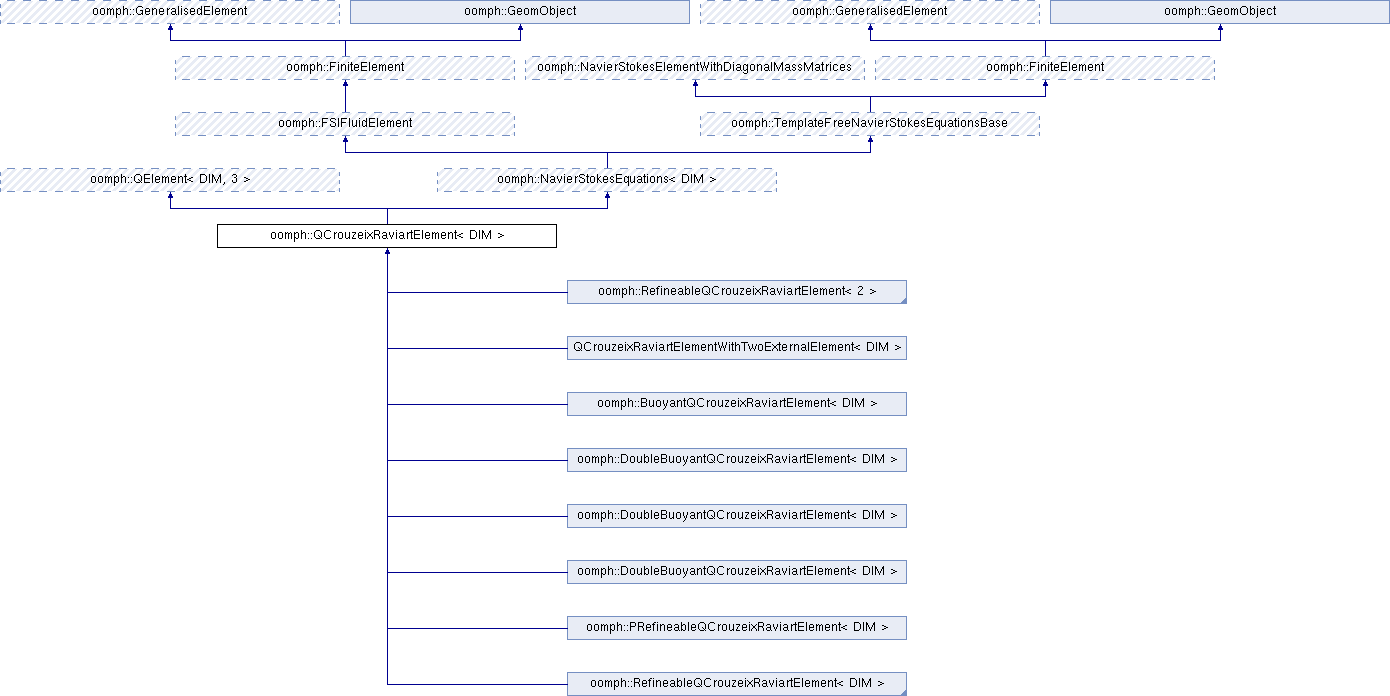 oomph::GeneralisedElement
oomph::GeomObject
oomph::GeneralisedElement
oomph::GeomObject
oomph::FiniteElement
oomph::NavierStokesElementWithDiagonalMassMatrices
oomph::FiniteElement
oomph::FSIFluidElement
oomph::TemplateFreeNavierStokesEquationsBase
oomph::QElement< DIM, 3 >
oomph::NavierStokesEquations< DIM >
oomph::QCrouzeixRaviartElement< DIM >
oomph::RefineableQCrouzeixRaviartElement< 2 >
QCrouzeixRaviartElementWithTwoExternalElement< DIM >
oomph::BuoyantQCrouzeixRaviartElement< DIM >
oomph::DoubleBuoyantQCrouzeixRaviartElement< DIM >
oomph::DoubleBuoyantQCrouzeixRaviartElement< DIM >
oomph::DoubleBuoyantQCrouzeixRaviartElement< DIM >
oomph::PRefineableQCrouzeixRaviartElement< DIM >
oomph::RefineableQCrouzeixRaviartElement< DIM >